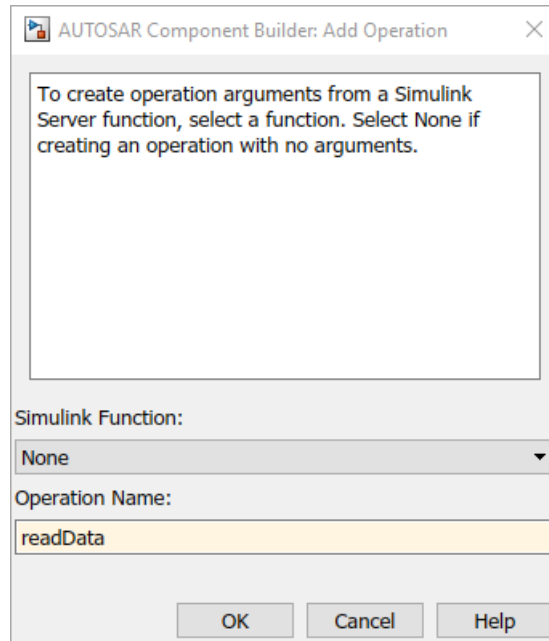 AUTOSAR Component Builder: Add Operation
To create operation arguments from a Simulink
Server function, select a function. Select None if
creating an operation with no arguments.
Simulink Function:
None
Operation Name:
readData
OK Cancel Help